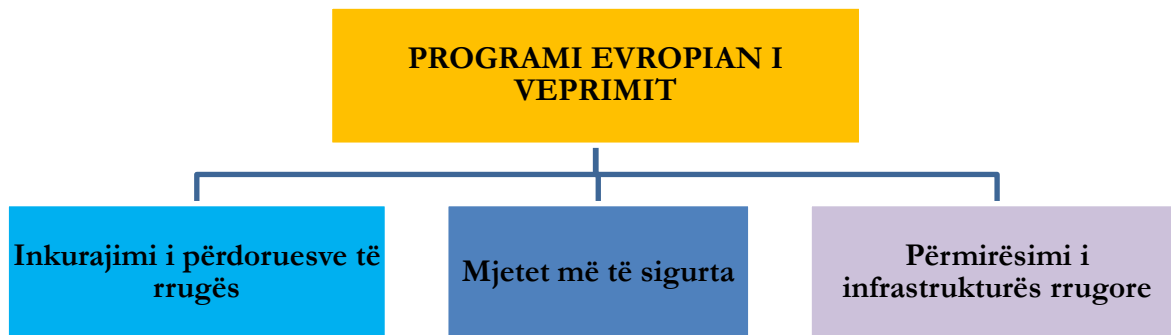 PROGRAMI EVROPIAN I
VEPRIMIT
Inkurajimi i përdoruesve të
rrugës
Mjetet më të sigurta
Përmirësimi i
infrastrukturës rrugore